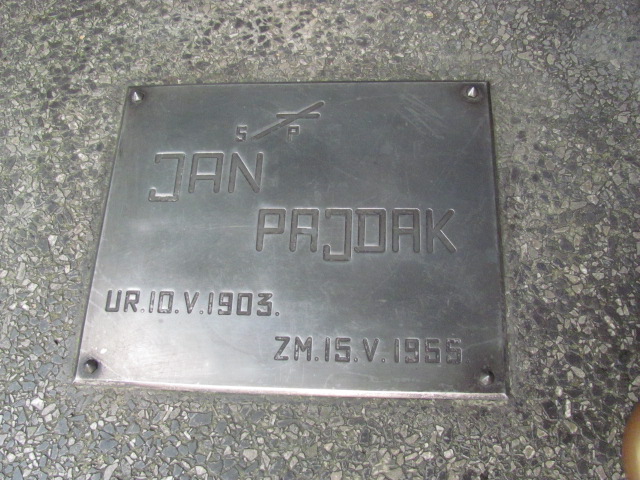 S P
JAN
PAJDAK
UR.10.V.1903.
ZM.15.V.1955